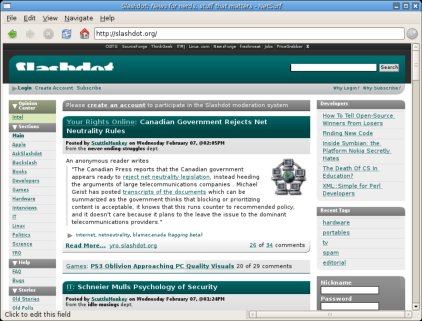 Slashdot: News for nerds, stuff that matters - NetSurf
File Edit View Navigate Help
http://slashdot.org/
OSTG SourceForge ThinkGeek ITMJ Linux.com NewsForge freshmeat Jobs PriceGrabber
Slashdot
Search
Login Create Account Subscribe
Why Login? Why Subscribe?
Opinion Center
Intel
Sections
Main
Apple
AskSlashdot
Backslash
Books
Developers
Games
Hardware
Interviews
IT
Linux
Politics
Science
YRO
Help
FAQ
Bugs
Stories
Old Stories
Old Polls
Please create an account to participate in the Slashdot moderation system
Your Rights Online: Canadian Government Rejects Net
Neutrality Rules
Posted by ScuttleMonkey on Wednesday February 07, @02:05PM
from the never-ending-struggles dept.
An anonymous reader writes
"The Canadian Press reports that the Canadian government
appears ready to reject net neutrality legislation, instead heeding
the arguments of large telecommunications companies . Michael
Geist has posted transcripts of the documents which can be
summarized as the government thinks that blocking or prioritizing
content is acceptable, it knows that this runs counter to recommended policy,
and it doesn't care because it plans to the leave the issue to the dominant
telecommunications providers."
internet, netneutrality, blamecanada (tagging beta)
Read More... yro.slashdot.org
26 of 34 comments
Games: PS3 Oblivion Approaching PC Quality Visuals 20 of 29 comments
IT: Schneier Mulls Psychology of Security
Posted by ScuttleMonkey on Wednesday February 07, @01:24PM
from the idle-musings dept.
Developers
How To Tell Open-Source
Winners From Losers
Finding New Code
Inside Symbian: the
Platform Nokia Secretly
Hates
The Death Of CS In
Education?
XML::Simple for Perl
Developers
Recent Tags
hardware
portables
tv
spam
editorial
Nickname
Password
Click to edit this field